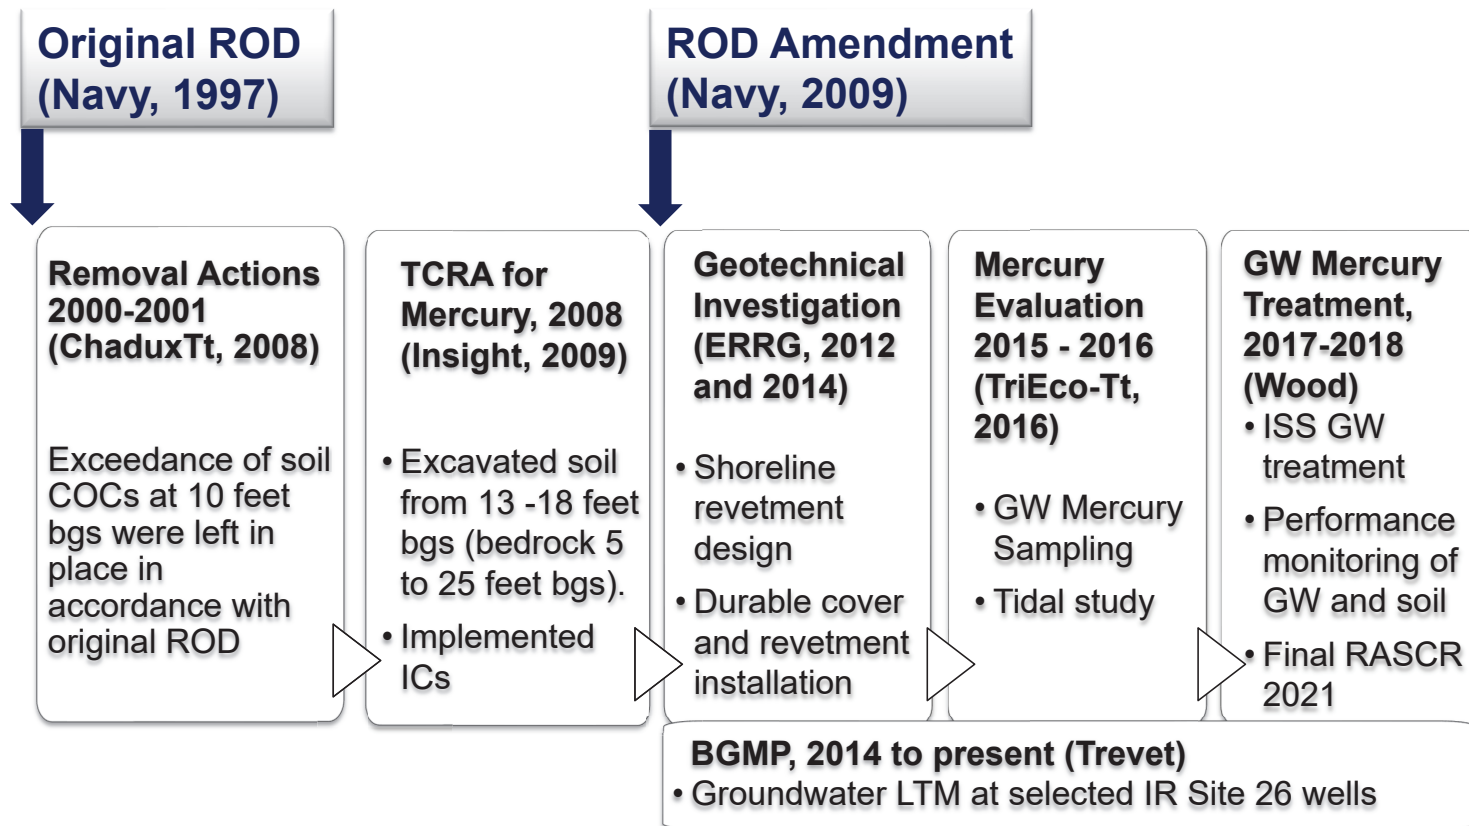 Original ROD
(Navy, 1997)
ROD Amendment
(Navy, 2009)
Removal Actions
2000-2001
(ChaduxTt, 2008)
Exceedance of soil
COCs at 10 feet
bgs were left in
place in
accordance with
original ROD
TCRA for
Mercury, 2008
(Insight, 2009)
• Excavated soil
from 13 -18 feet
bgs (bedrock 5
to 25 feet bgs).
• Implemented
ICs
Geotechnical
Investigation
(ERRG, 2012
and 2014)
• Shoreline
revetment
design
• Durable cover
and revetment
installation
Mercury
Evaluation
2015 - 2016
(TriEco-Tt,
2016)
• GW Mercury
Sampling
• Tidal study
GW Mercury
Treatment,
2017-2018
(Wood)
• ISS GW
treatment
• Performance
monitoring of
GW and soil
• Final RASCR
2021
BGMP, 2014 to present (Trevet)
• Groundwater LTM at selected IR Site 26 wells